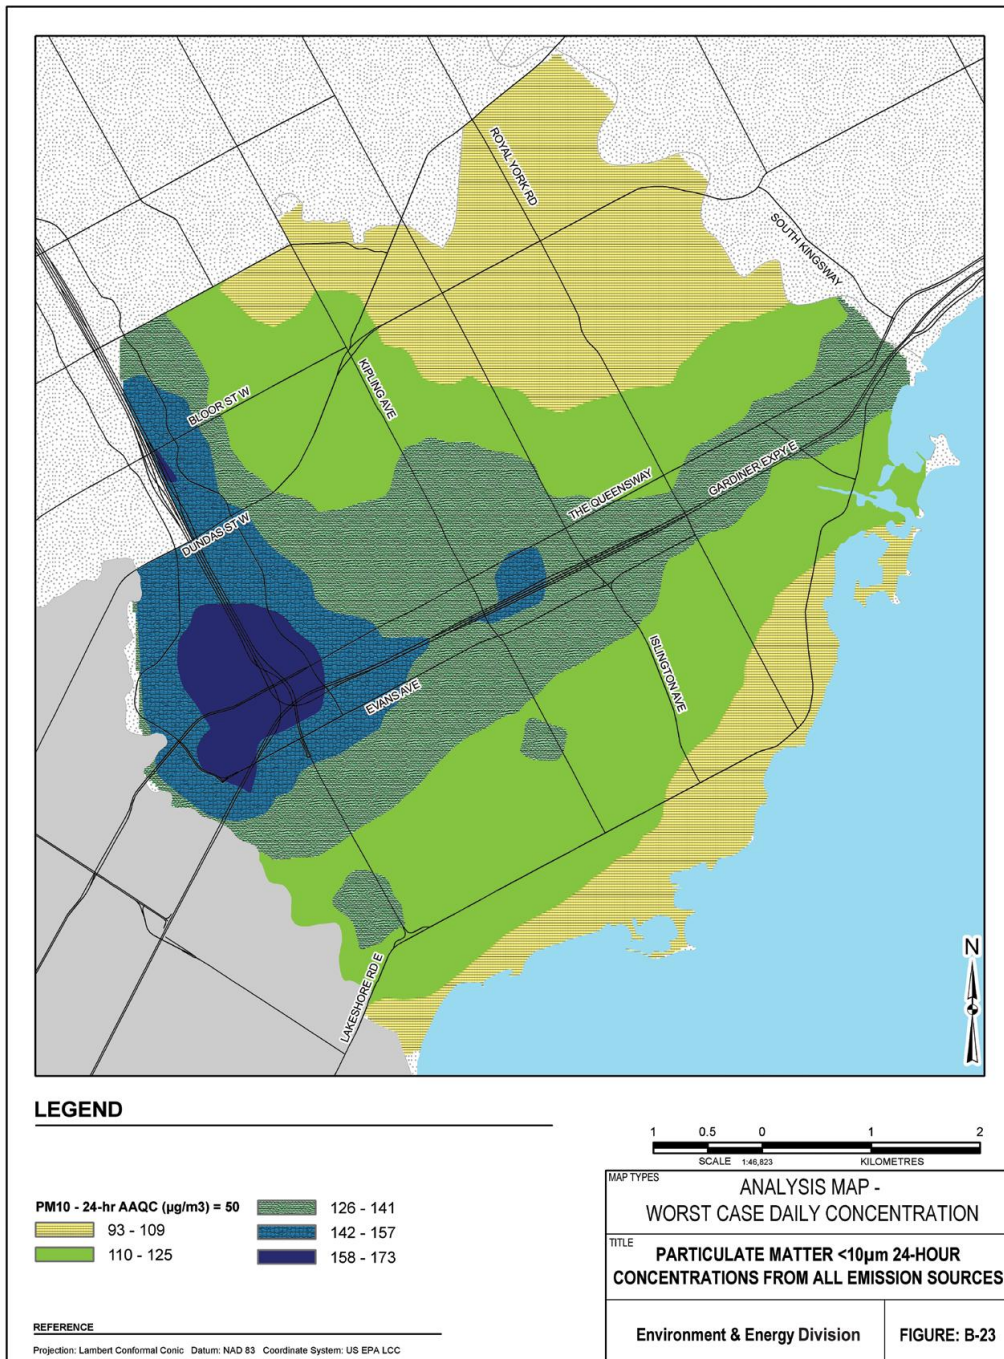 ROYAL YORK RD
SOUTH KINGSWAY
KIPLING AVE
BLOOR ST W
THE QUEENSWAY
GARDINER EXPY E
DUNDAS ST W
ISLINGTON AVE
EVANS AVE
LAKESHORE RD E
N
LEGEND
PM10 - 24-hr AAQC (µg/m3) = 50
93 - 109
110 - 125
126 - 141
142 - 157
158 - 173
1 0.5 0 1 2
SCALE 1:46,823 KILOMETRES
MAP TYPES
ANALYSIS MAP -
WORST CASE DAILY CONCENTRATION
TITLE
PARTICULATE MATTER <10µm 24-HOUR
CONCENTRATIONS FROM ALL EMISSION SOURCES
Environment & Energy Division
FIGURE: B-23
REFERENCE
Projection: Lambert Conformal Conic Datum: NAD 83 Coordinate System: US EPA LCC